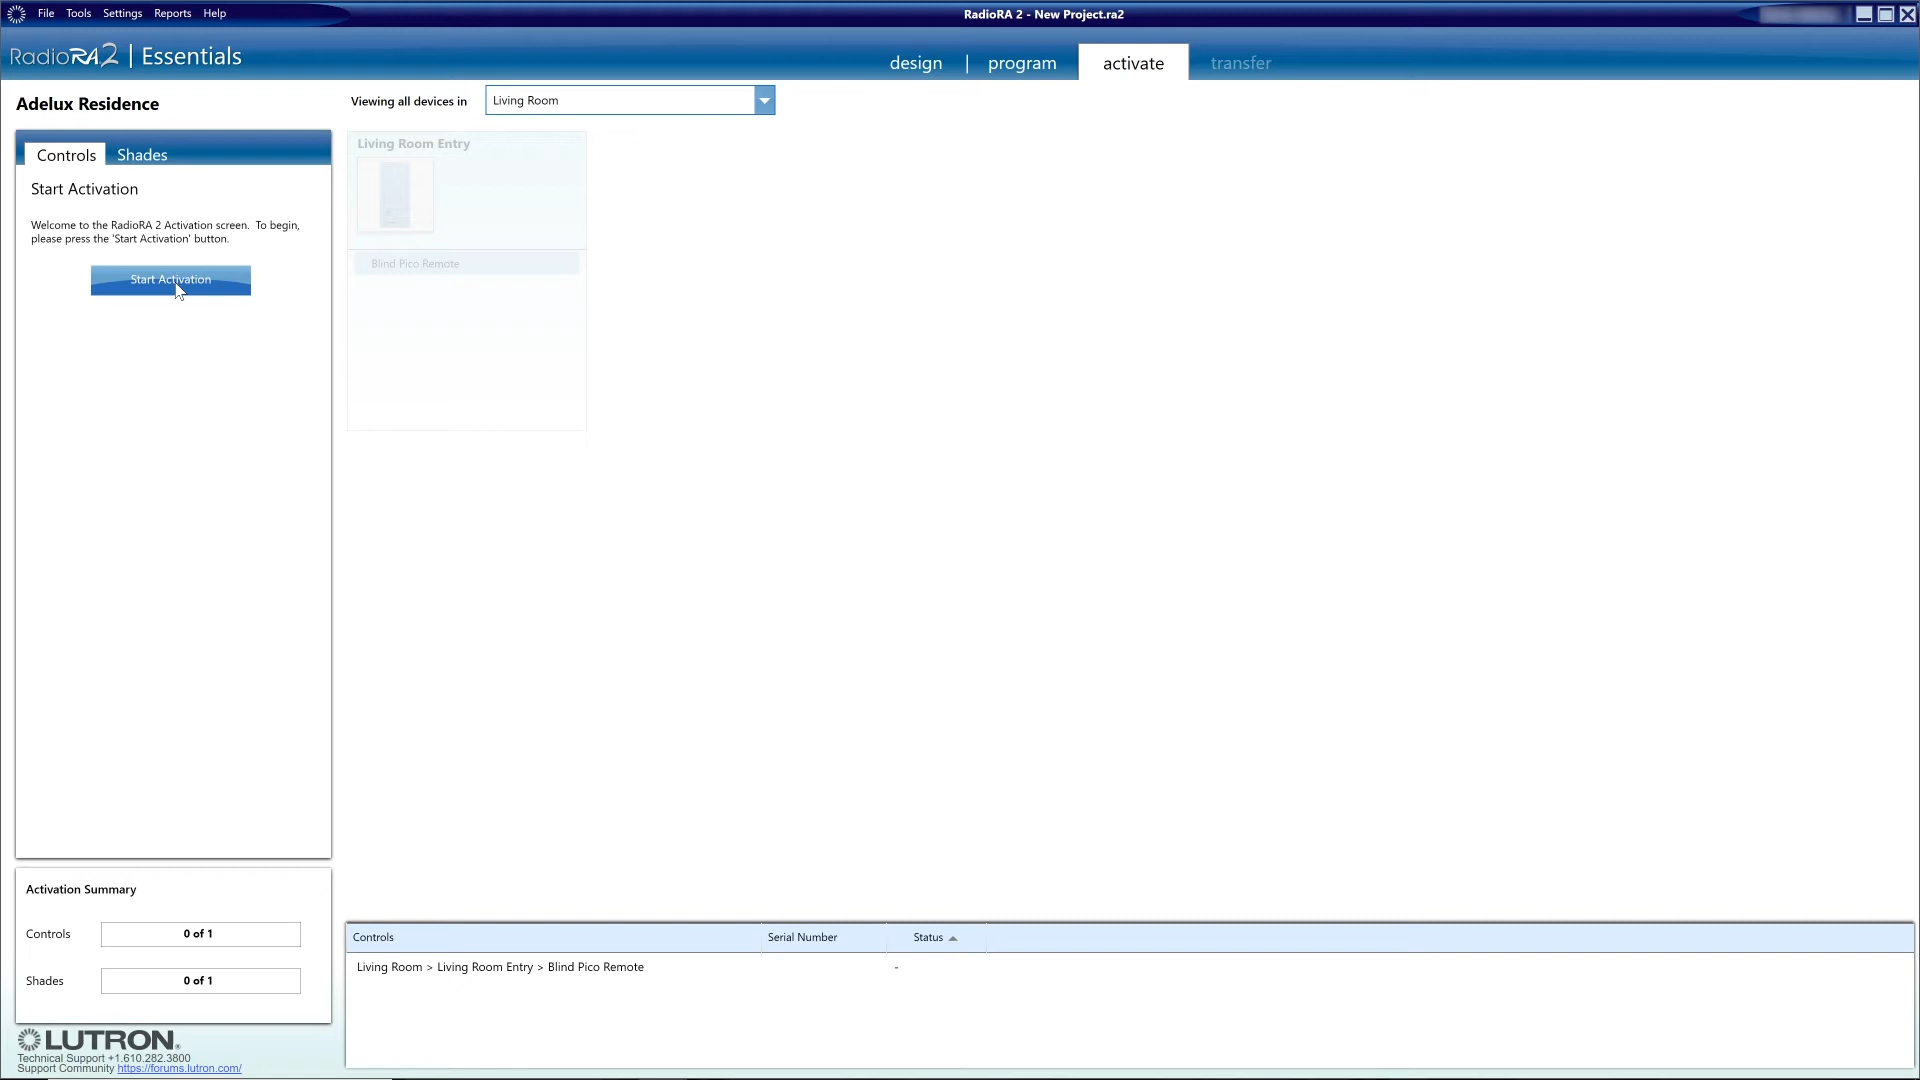 File Tools Settings Reports Help
RadioRA 2 - New Project.ra2
RadioRA2 | Essentials
design | program activate transfer
Adelux Residence
Viewing all devices in Living Room
Controls Shades
Start Activation
Welcome to the RadioRA 2 Activation screen. To begin,
please press the 'Start Activation' button.
Start Activation
Living Room Entry
Blind Pico Remote
Activation Summary
Controls 0 of 1
Shades 0 of 1
Controls Serial Number Status
Living Room > Living Room Entry > Blind Pico Remote -
LUTRON
Technical Support +1.610.282.3800
Support Community https://forums.lutron.com/